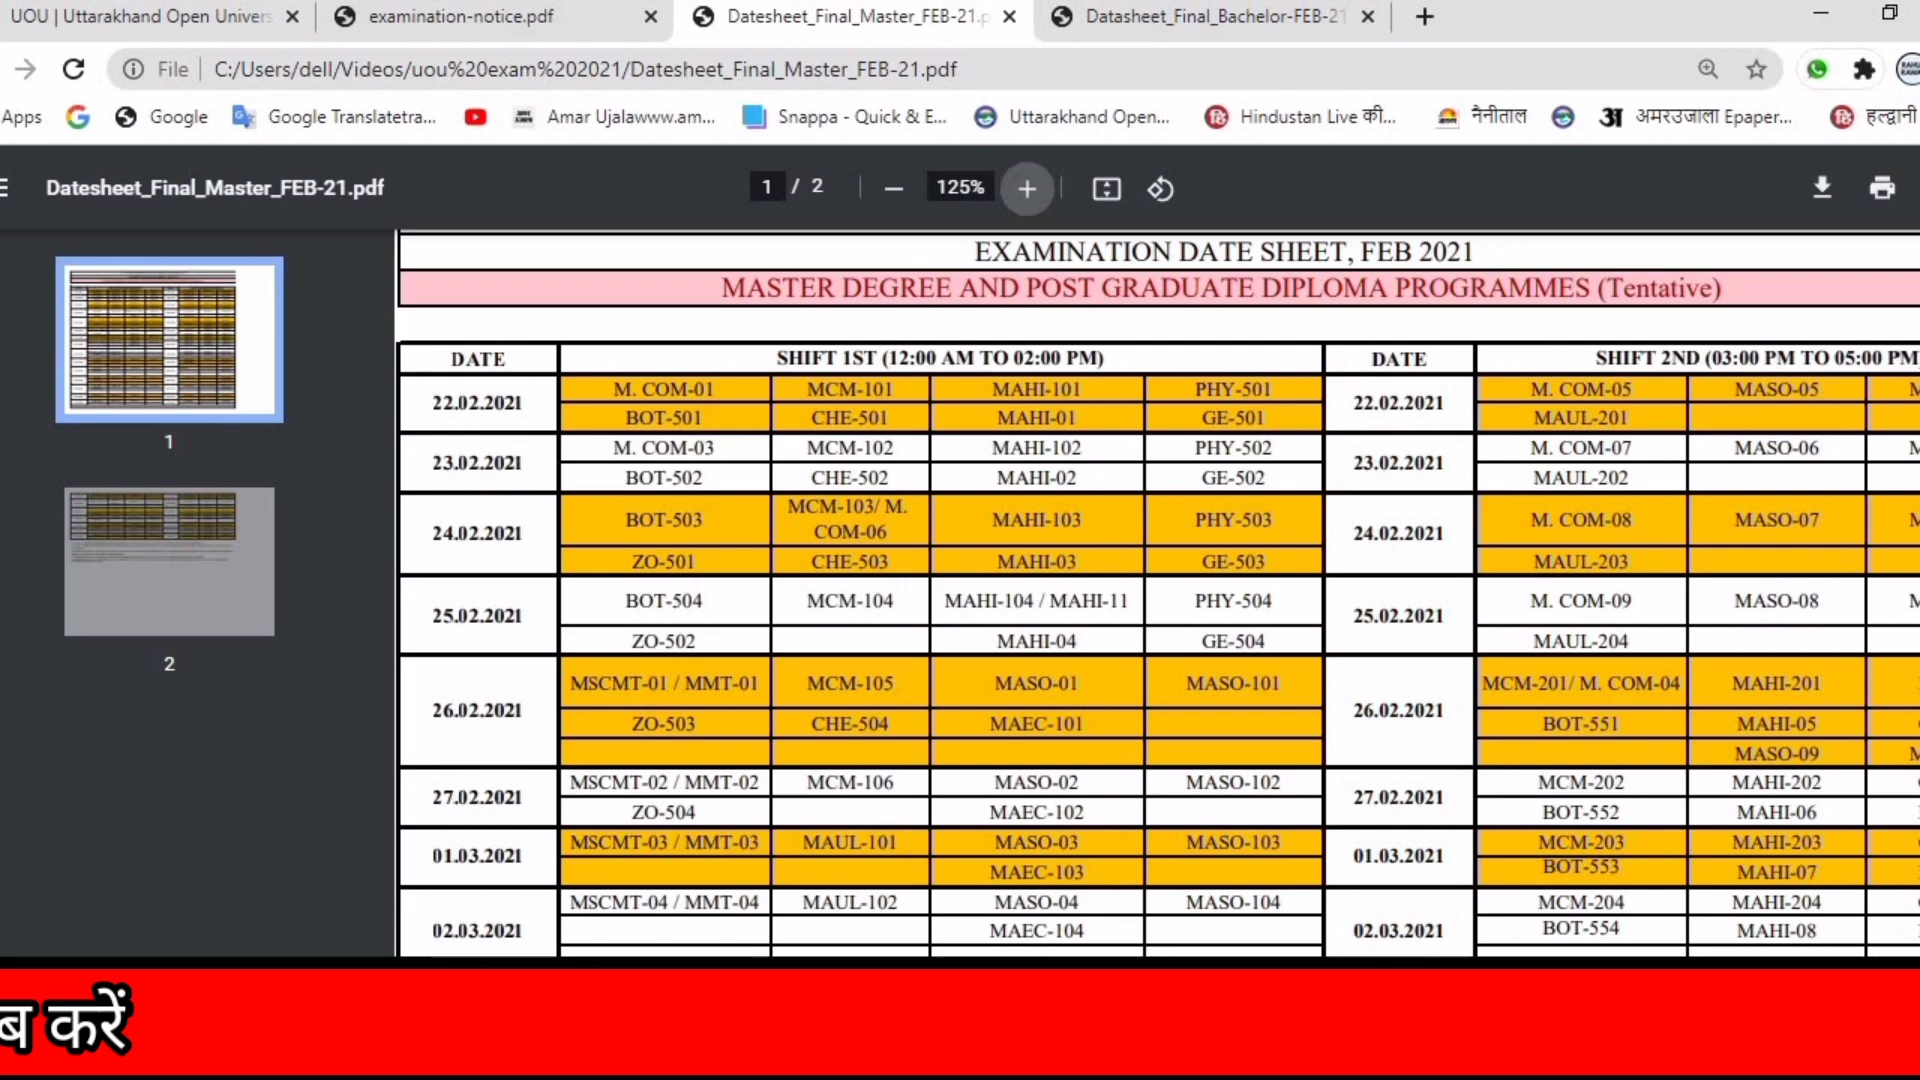 UOU | Uttarakhand Open Univers
examination-notice.pdf
Datesheet_Final_Master_FEB-21.p
Datasheet_Final_Bachelor-FEB-21
File
C:/Users/dell/Videos/uou%20exam%202021/Datesheet_Final_Master_FEB-21.pdf
Apps
Google
Google Translatetra...
Amar Ujalawww.am...
Snappa - Quick & E...
Uttarakhand Open...
Hindustan Live की...
नैनीताल
अमरउजाला Epaper...
हल्द्वानी
Datesheet_Final_Master_FEB-21.pdf
1 / 2
125%
1
2
EXAMINATION DATE SHEET, FEB 2021
MASTER DEGREE AND POST GRADUATE DIPLOMA PROGRAMMES (Tentative)
DATE SHIFT 1ST (12:00 AM TO 02:00 PM) DATE SHIFT 2ND (03:00 PM TO 05:00 PM
22.02.2021 M. COM-01 MCM-101 MAHI-101 PHY-501 22.02.2021 M. COM-05 MASO-05
BOT-501 CHE-501 MAHI-01 GE-501 MAUL-201
23.02.2021 M. COM-03 MCM-102 MAHI-102 PHY-502 23.02.2021 M. COM-07 MASO-06
BOT-502 CHE-502 MAHI-02 GE-502 MAUL-202
24.02.2021 BOT-503 MCM-103/ M. COM-06 MAHI-103 PHY-503 24.02.2021 M. COM-08 MASO-07
ZO-501 CHE-503 MAHI-03 GE-503 MAUL-203
25.02.2021 BOT-504 MCM-104 MAHI-104 / MAHI-11 PHY-504 25.02.2021 M. COM-09 MASO-08
ZO-502 MAHI-04 GE-504 MAUL-204
26.02.2021 MSCMT-01 / MMT-01 MCM-105 MASO-01 MASO-101 26.02.2021 MCM-201/ M. COM-04 MAHI-201
ZO-503 CHE-504 MAEC-101 BOT-551 MAHI-05
MASO-09
27.02.2021 MSCMT-02 / MMT-02 MCM-106 MASO-02 MASO-102 27.02.2021 MCM-202 MAHI-202
ZO-504 MAEC-102 BOT-552 MAHI-06
01.03.2021 MSCMT-03 / MMT-03 MAUL-101 MASO-03 MASO-103 01.03.2021 MCM-203 MAHI-203
MAEC-103 BOT-553 MAHI-07
02.03.2021 MSCMT-04 / MMT-04 MAUL-102 MASO-04 MASO-104 02.03.2021 MCM-204 MAHI-204
MAEC-104 BOT-554 MAHI-08
ब करें